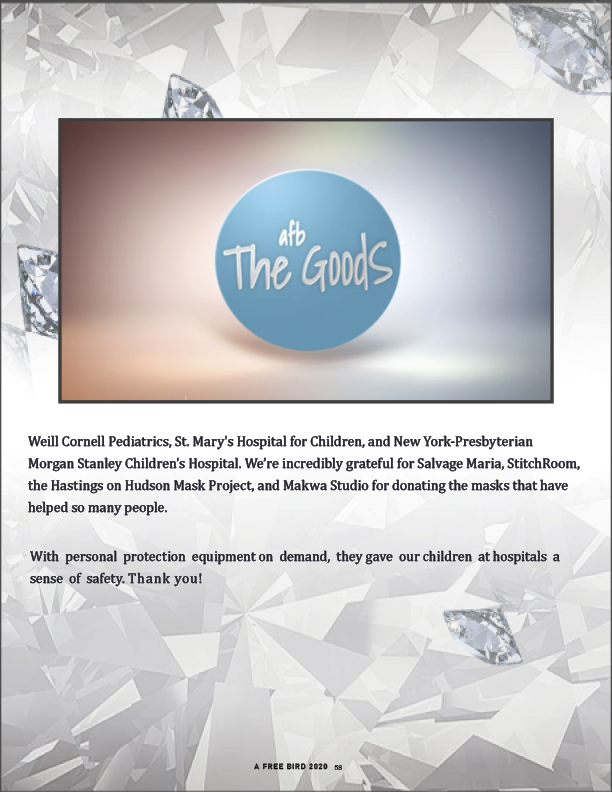 afb
The Goods
Weill Cornell Pediatrics, St. Mary's Hospital for Children, and New York-Presbyterian
Morgan Stanley Children's Hospital. We're incredibly grateful for Salvage Maria, StitchRoom,
the Hastings on Hudson Mask Project, and Makwa Studio for donating the masks that have
helped so many people.
With personal protection equipment on demand, they gave our children at hospitals a
sense of safety. Thank you!
A FREE BIRD 2020 58